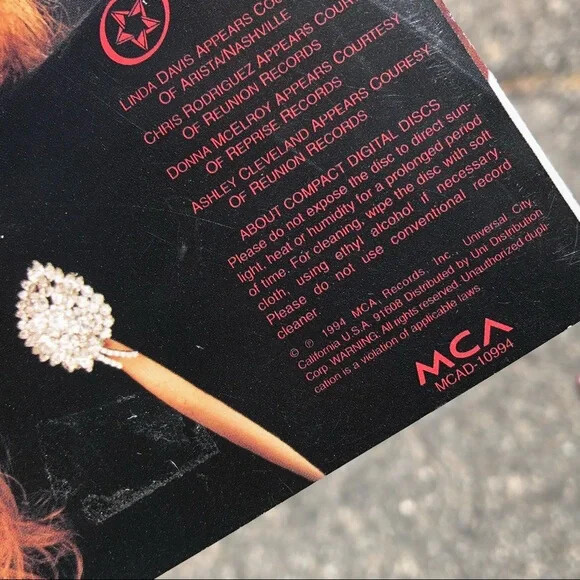 LINDA DAVIS APPEARS COU
OF ARISTA/NASHVILLE
CHRIS RODRIGUEZ APPEARS COUR
OF REUNION RECORDS
DONNA MCELROY APPEARS COURTESY
OF REPRISE RECORDS
ASHLEY CLEVELAND APPEARS COURESY
OF REUNION RECORDS
ABOUT COMPACT DIGITAL DISCS
Please do not expose the disc to direct sun-
light, heat or humidity for a prolonged period
of time. For cleaning, wipe the disc with soft
cloth, using ethyl alcohol if necessary.
Please do not use conventional record
cleaner.
© ℗ 1994 MCA, Records, Inc., Universal City,
California U.S.A. 91608 Distributed by Uni Distribution
Corp. WARNING. All rights reserved. Unauthorized dupli-
cation is a violation of applicable laws.
MCA
MCAD-10994